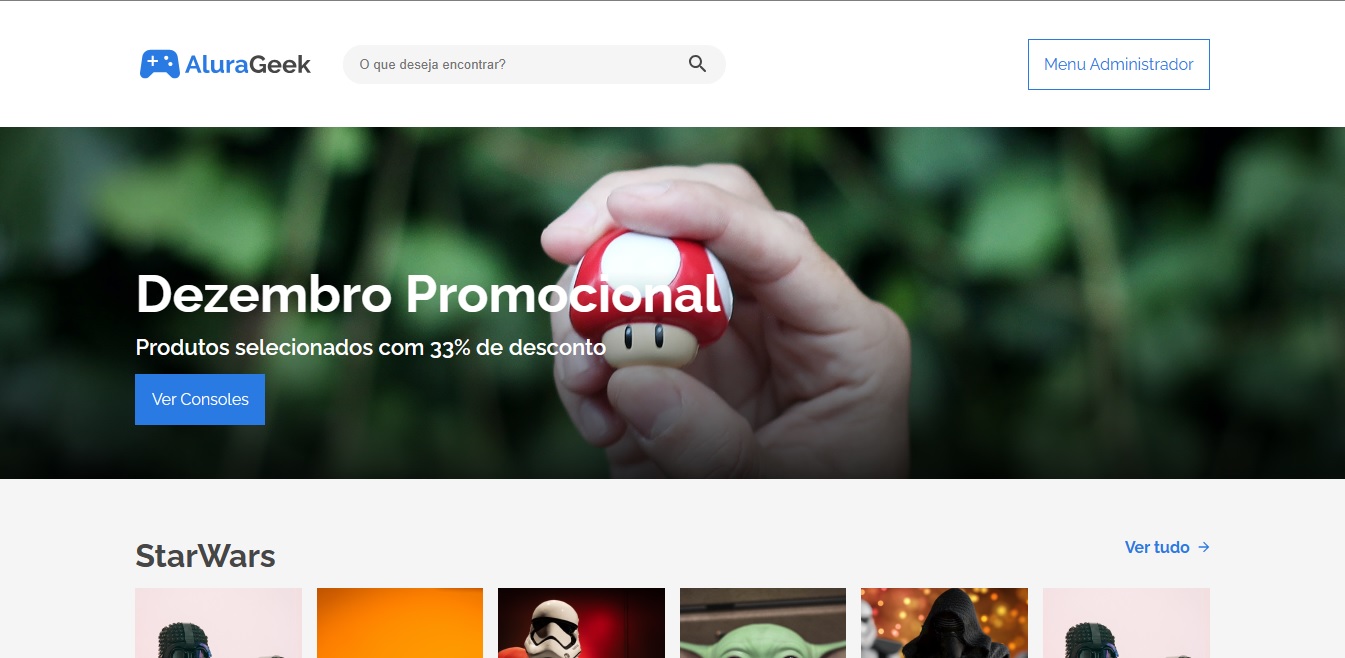 AluraGeek
O que deseja encontrar?
Menu Administrador
Dezembro Promocional
Produtos selecionados com 33% de desconto
Ver Consoles
StarWars
Ver tudo